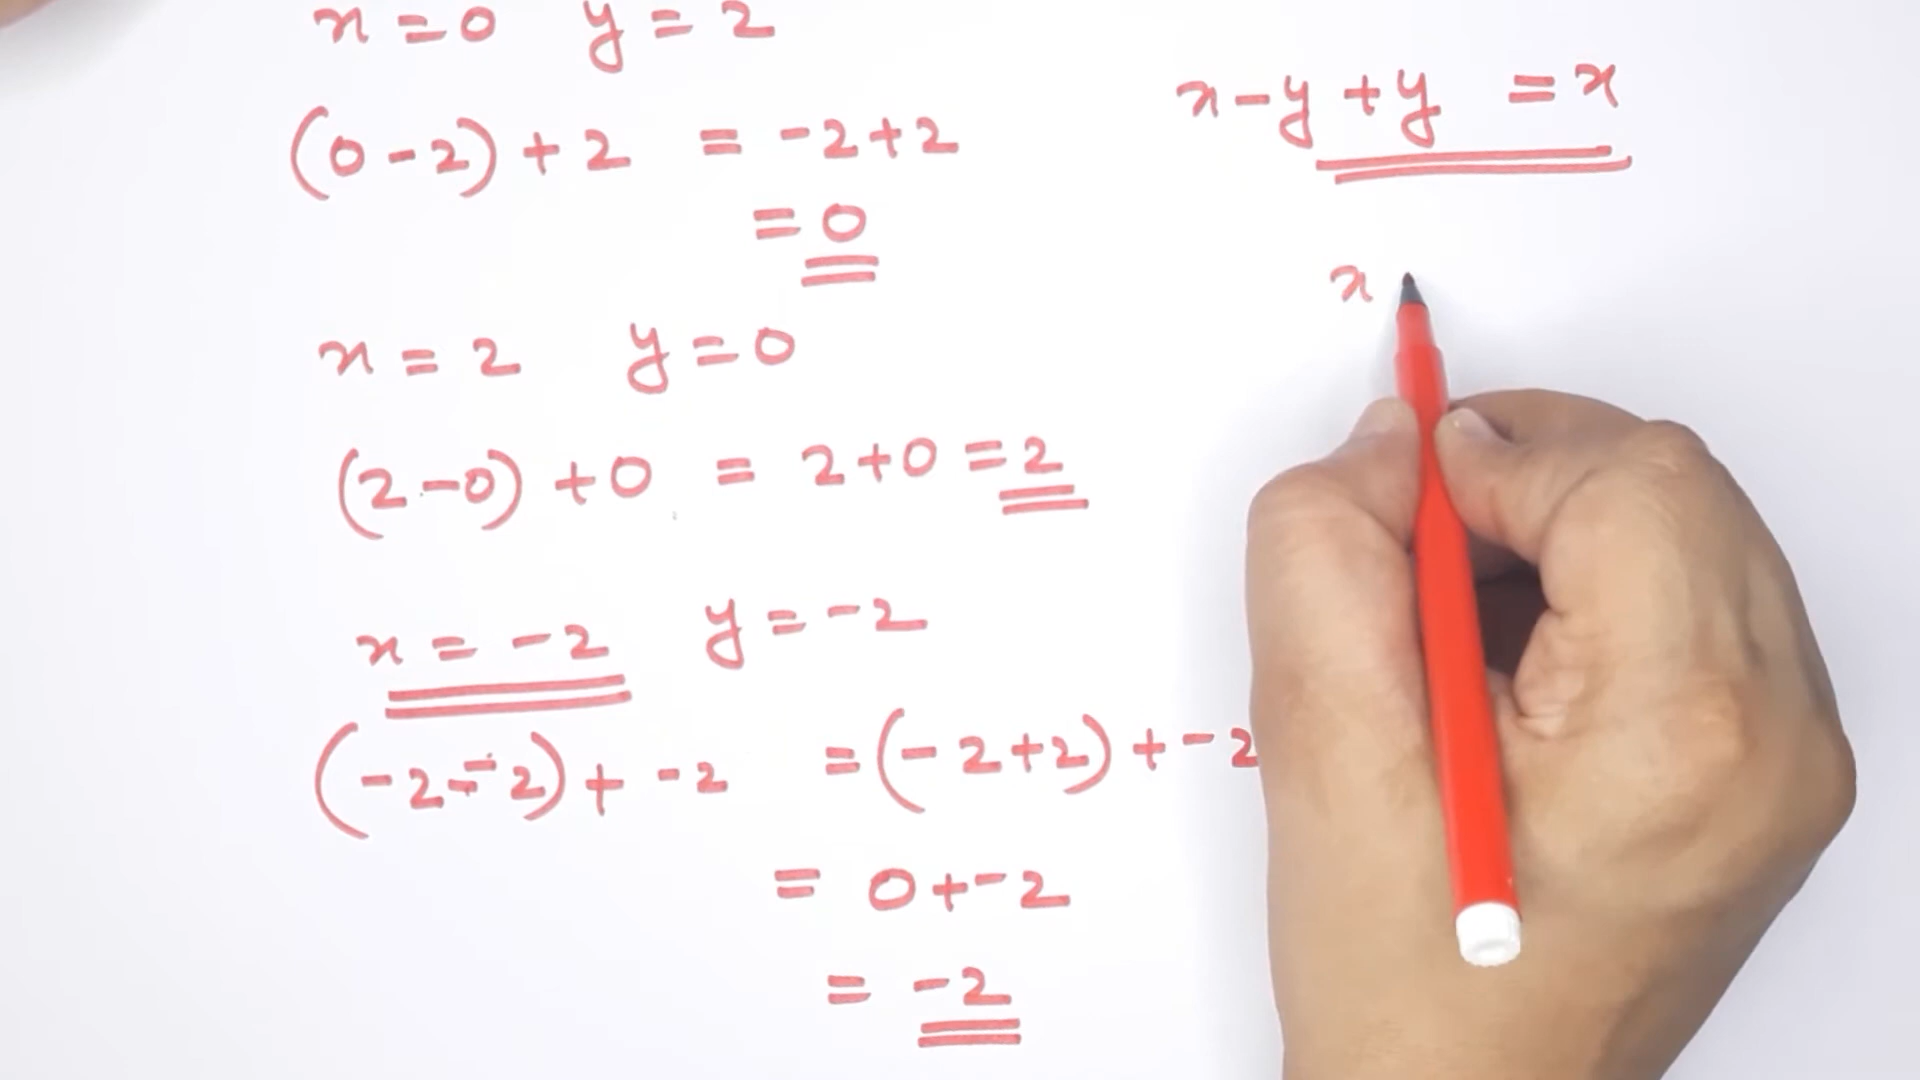 x = 0 y = 2
(0 - 2) + 2 = -2 + 2
= 0
x = 2 y = 0
(2 - 0) + 0 = 2 + 0 = 2
x = -2 y = -2
(-2 - -2) + -2 = (-2 + 2) + -2
= 0 + -2
= -2
x - y + y = x
x